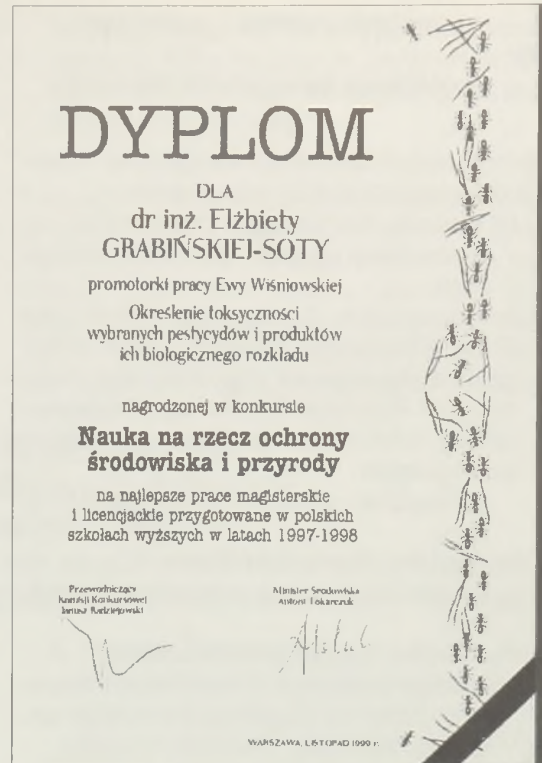 DYPLOM
DLA
dr inż. Elżbiety
GRABIŃSKIEJ-SOTY
promotorki pracy Ewy Wiśniowskiej
Określenie toksyczności
wybranych pestycydów i produktów
ich biologicznego rozkładu
nagrodzonej w konkursie
Nauka na rzecz ochrony
środowiska i przyrody
na najlepsze prace magisterskie
i licencjackie przygotowane w polskich
szkołach wyższych w latach 1997-1998
Przewodniczący
Komisji Konkursowej
Janusz Radziejowski
Minister Środowiska
Antoni Tokarczuk
WARSZAWA, LISTOPAD 1999 r.